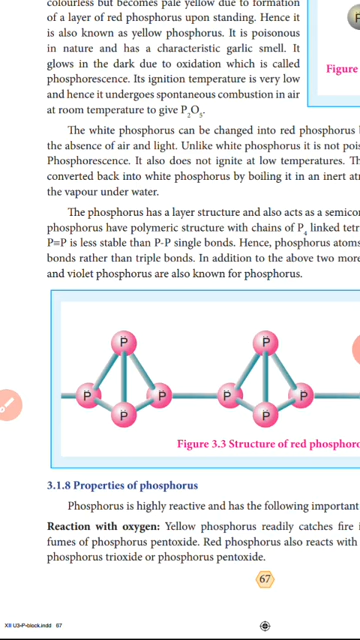 colourless but becomes pale yellow due to formation
of a layer of red phosphorus upon standing. Hence it
is also known as yellow phosphorus. It is poisonous
in nature and has a characteristic garlic smell. It
glows in the dark due to oxidation which is called
phosphorescence. Its ignition temperature is very low
and hence it undergoes spontaneous combustion in air
at room temperature to give P2O5.
P
Figure
The white phosphorus can be changed into red phosphorus
the absence of air and light. Unlike white phosphorus it is not pois
Phosphorescence. It also does not ignite at low temperatures. Th
converted back into white phosphorus by boiling it in an inert at
the vapour under water.
The phosphorus has a layer structure and also acts as a semicon
phosphorus have polymeric structure with chains of P4 linked tetr
P≡P is less stable than P-P single bonds. Hence, phosphorus atoms
bonds rather than triple bonds. In addition to the above two more
and violet phosphorus are also known for phosphorus.
P P
P P P P
P P
Figure 3.3 Structure of red phosphoro
3.1.8 Properties of phosphorus
Phosphorus is highly reactive and has the following important
Reaction with oxygen: Yellow phosphorus readily catches fire i
fumes of phosphorus pentoxide. Red phosphorus also reacts with
phosphorus trioxide or phosphorus pentoxide.
67
XII U3-P-block.indd 67